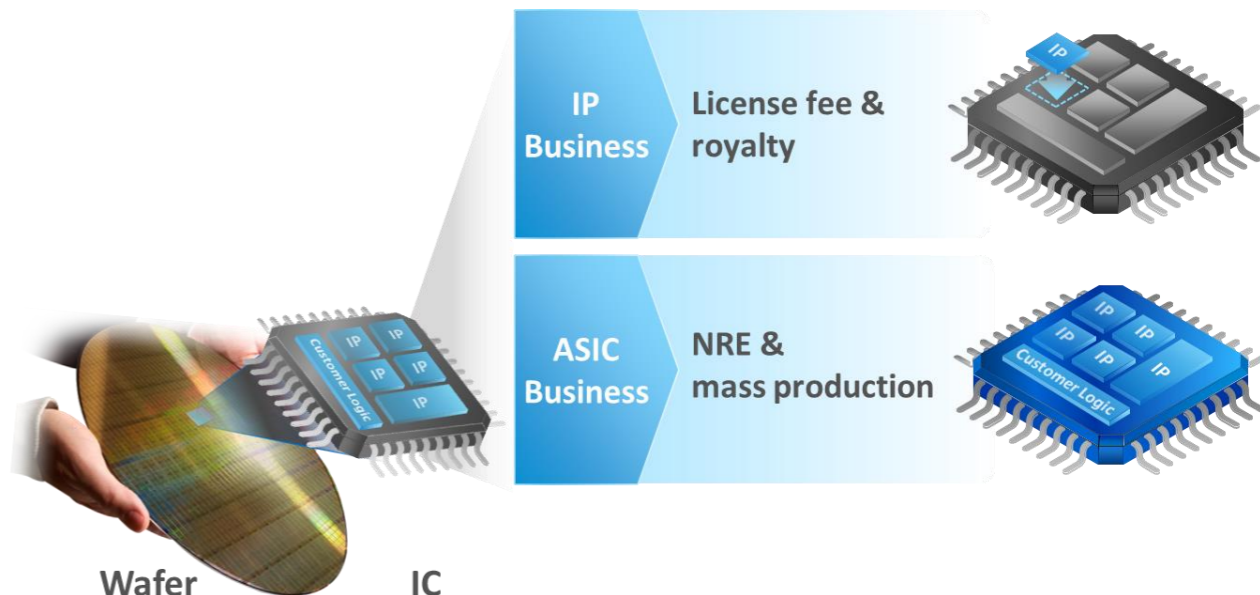 IP
Business
License fee &
royalty
IP
ASIC
Business
NRE &
mass production
IP
IP
IP
IP
IP
Customer Logic
Customer Logic
IP
IP
IP
IP
IP
Wafer
IC